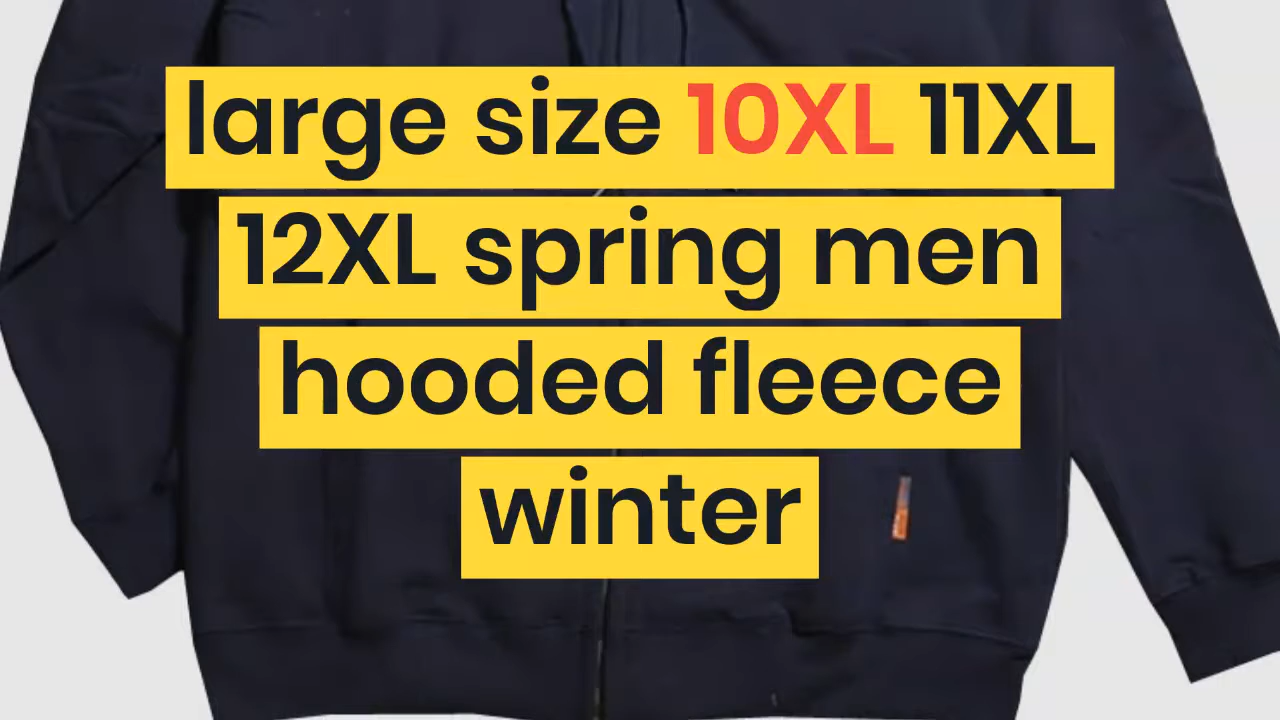 large size 10XL 11XL
12XL spring men
hooded fleece
winter